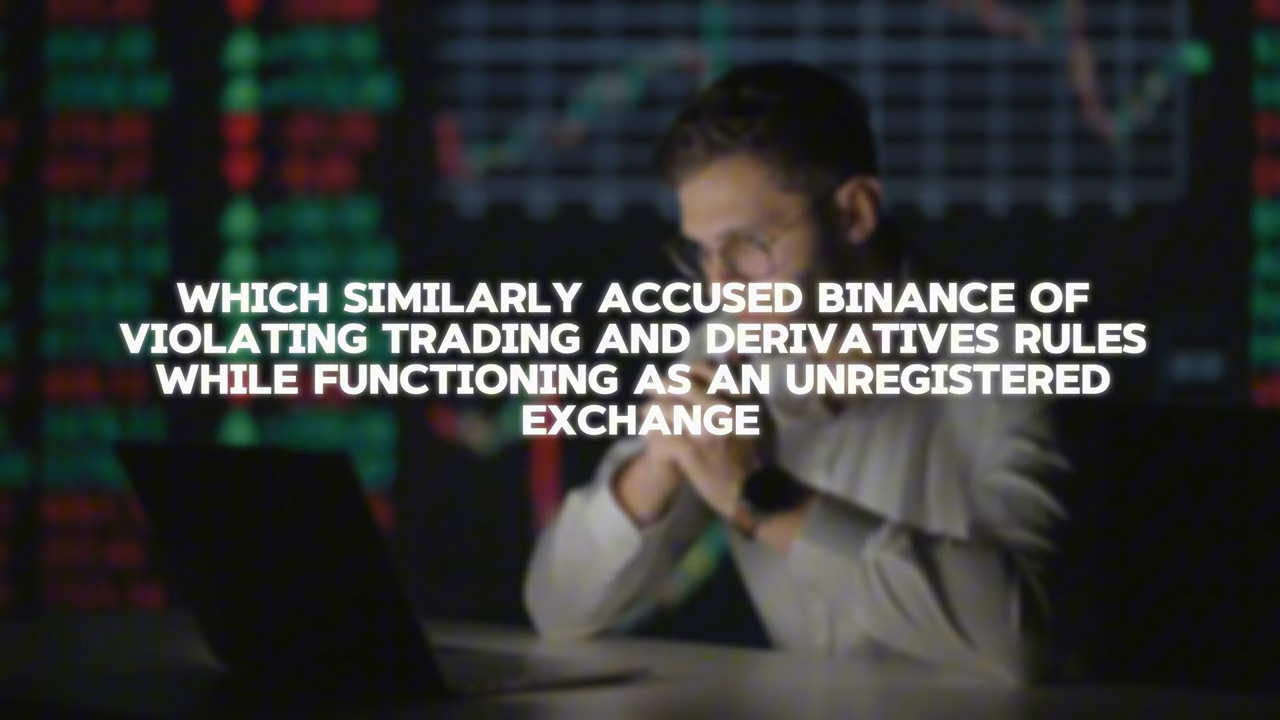 WHICH SIMILARLY ACCUSED BINANCE OF
VIOLATING TRADING AND DERIVATIVES RULES
WHILE FUNCTIONING AS AN UNREGISTERED
EXCHANGE